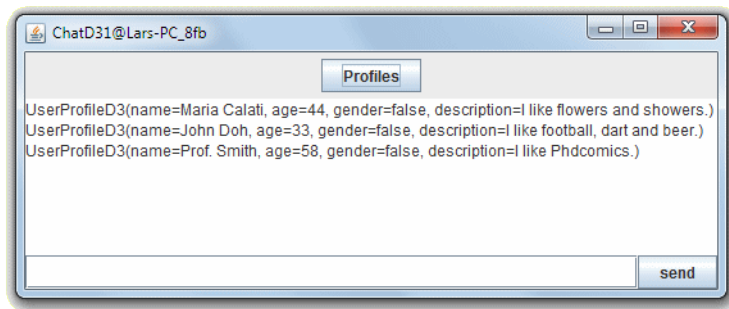 ChatD31@Lars-PC_8fb
Profiles
UserProfileD3(name=Maria Calati, age=44, gender=false, description=I like flowers and showers.)
UserProfileD3(name=John Doh, age=33, gender=false, description=I like football, dart and beer.)
UserProfileD3(name=Prof. Smith, age=58, gender=false, description=I like Phdcomics.)
send